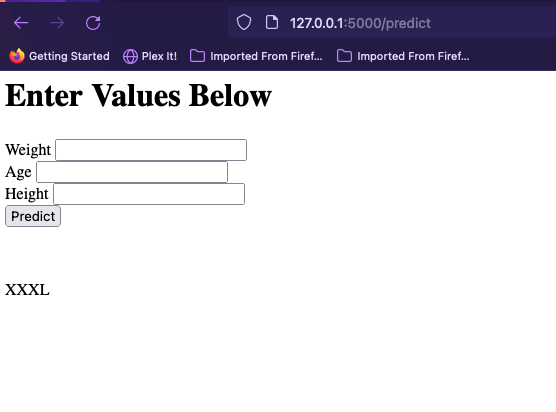 127.0.0.1:5000/predict
Getting Started Plex It! Imported From Firef... Imported From Firef...
Enter Values Below
Weight
Age
Height
Predict
XXXL